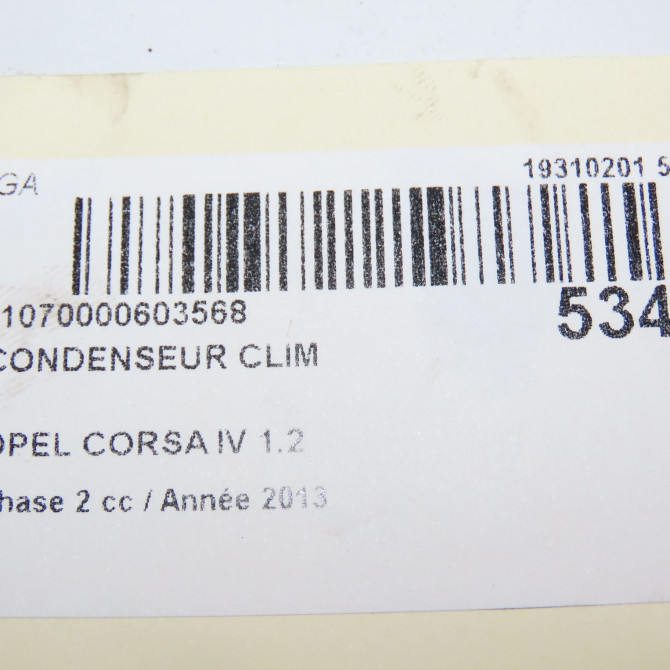 GA
19310201 5
1070000603568
534
CONDENSEUR CLIM
OPEL CORSA IV 1.2
hase 2 cc / Année 2013